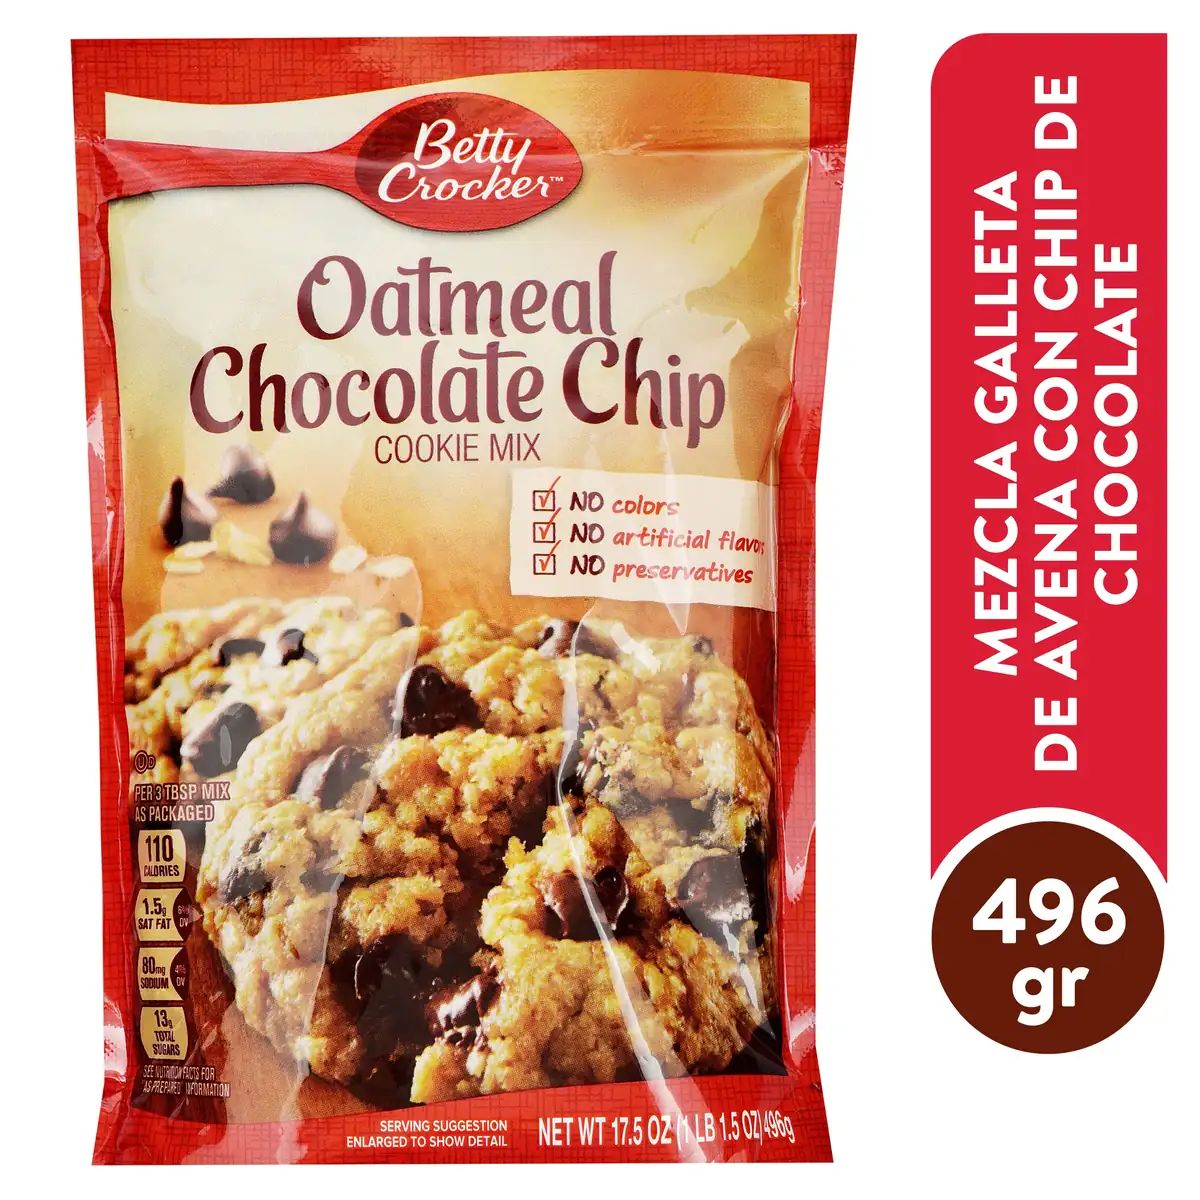 Betty
Crocker™
Oatmeal
Chocolate Chip
COOKIE MIX
NO colors
NO artificial flavors
NO preservatives
U D
PER 3 TBSP MIX
AS PACKAGED
110
CALORIES
1.5g
SAT FAT
6% DV
80mg
SODIUM
4% DV
13g
TOTAL
SUGARS
SEE NUTRITION FACTS FOR
"AS PREPARED" INFORMATION
SERVING SUGGESTION
ENLARGED TO SHOW DETAIL
NET WT 17.5 OZ (1 LB 1.5 OZ) 496g
MEZCLA GALLETA
DE AVENA CON CHIP DE
CHOCOLATE
496
gr